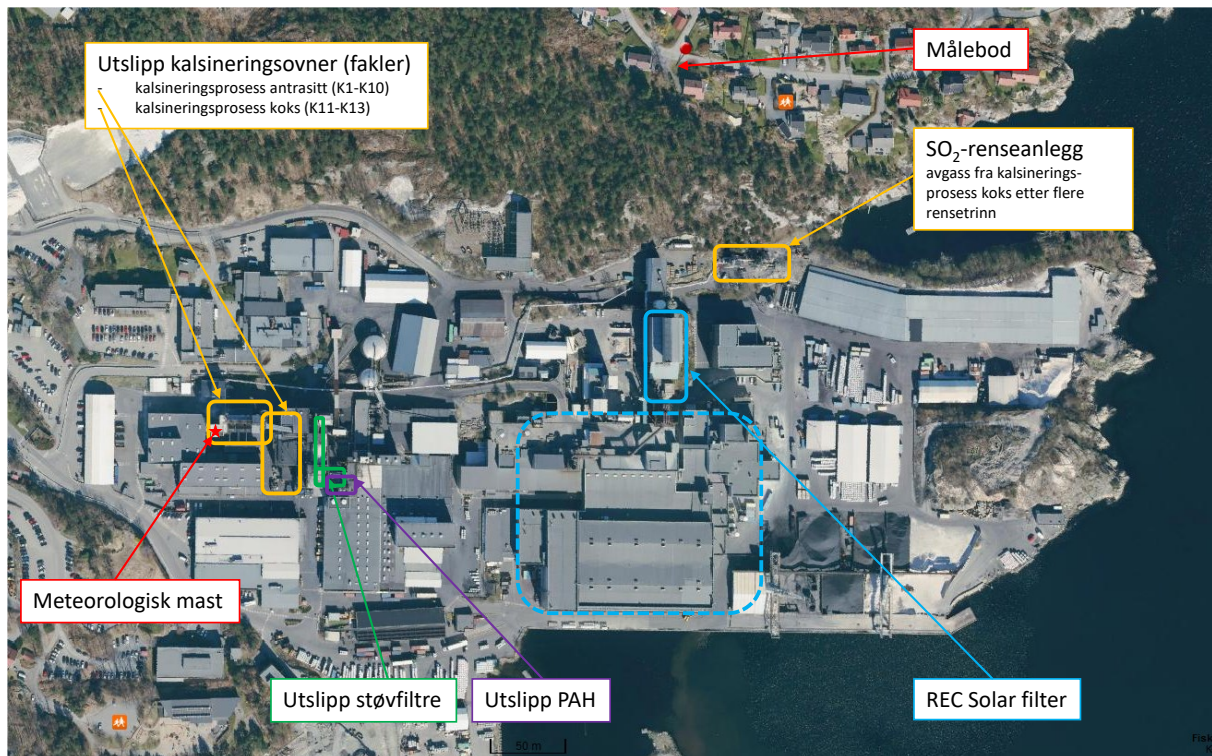 Utslipp kalsineringsovner (fakler)
- kalsineringsprosess antrasitt (K1-K10)
- kalsineringsprosess koks (K11-K13)
Målebod
SO₂-renseanlegg
avgass fra kalsinerings-
prosess koks etter flere
rensetrinn
Meteorologisk mast
Utslipp støvfiltre
Utslipp PAH
REC Solar filter
50 m
Fisk